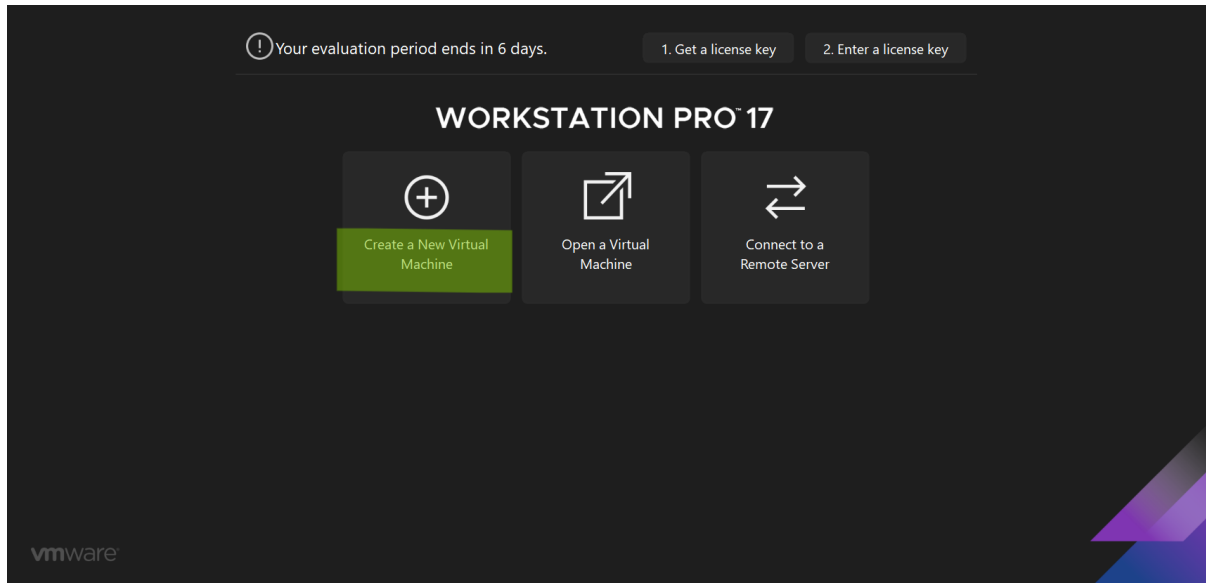 Your evaluation period ends in 6 days.
1. Get a license key
2. Enter a license key
WORKSTATION PRO™ 17
Create a New Virtual
Machine
Open a Virtual
Machine
Connect to a
Remote Server
vmware®